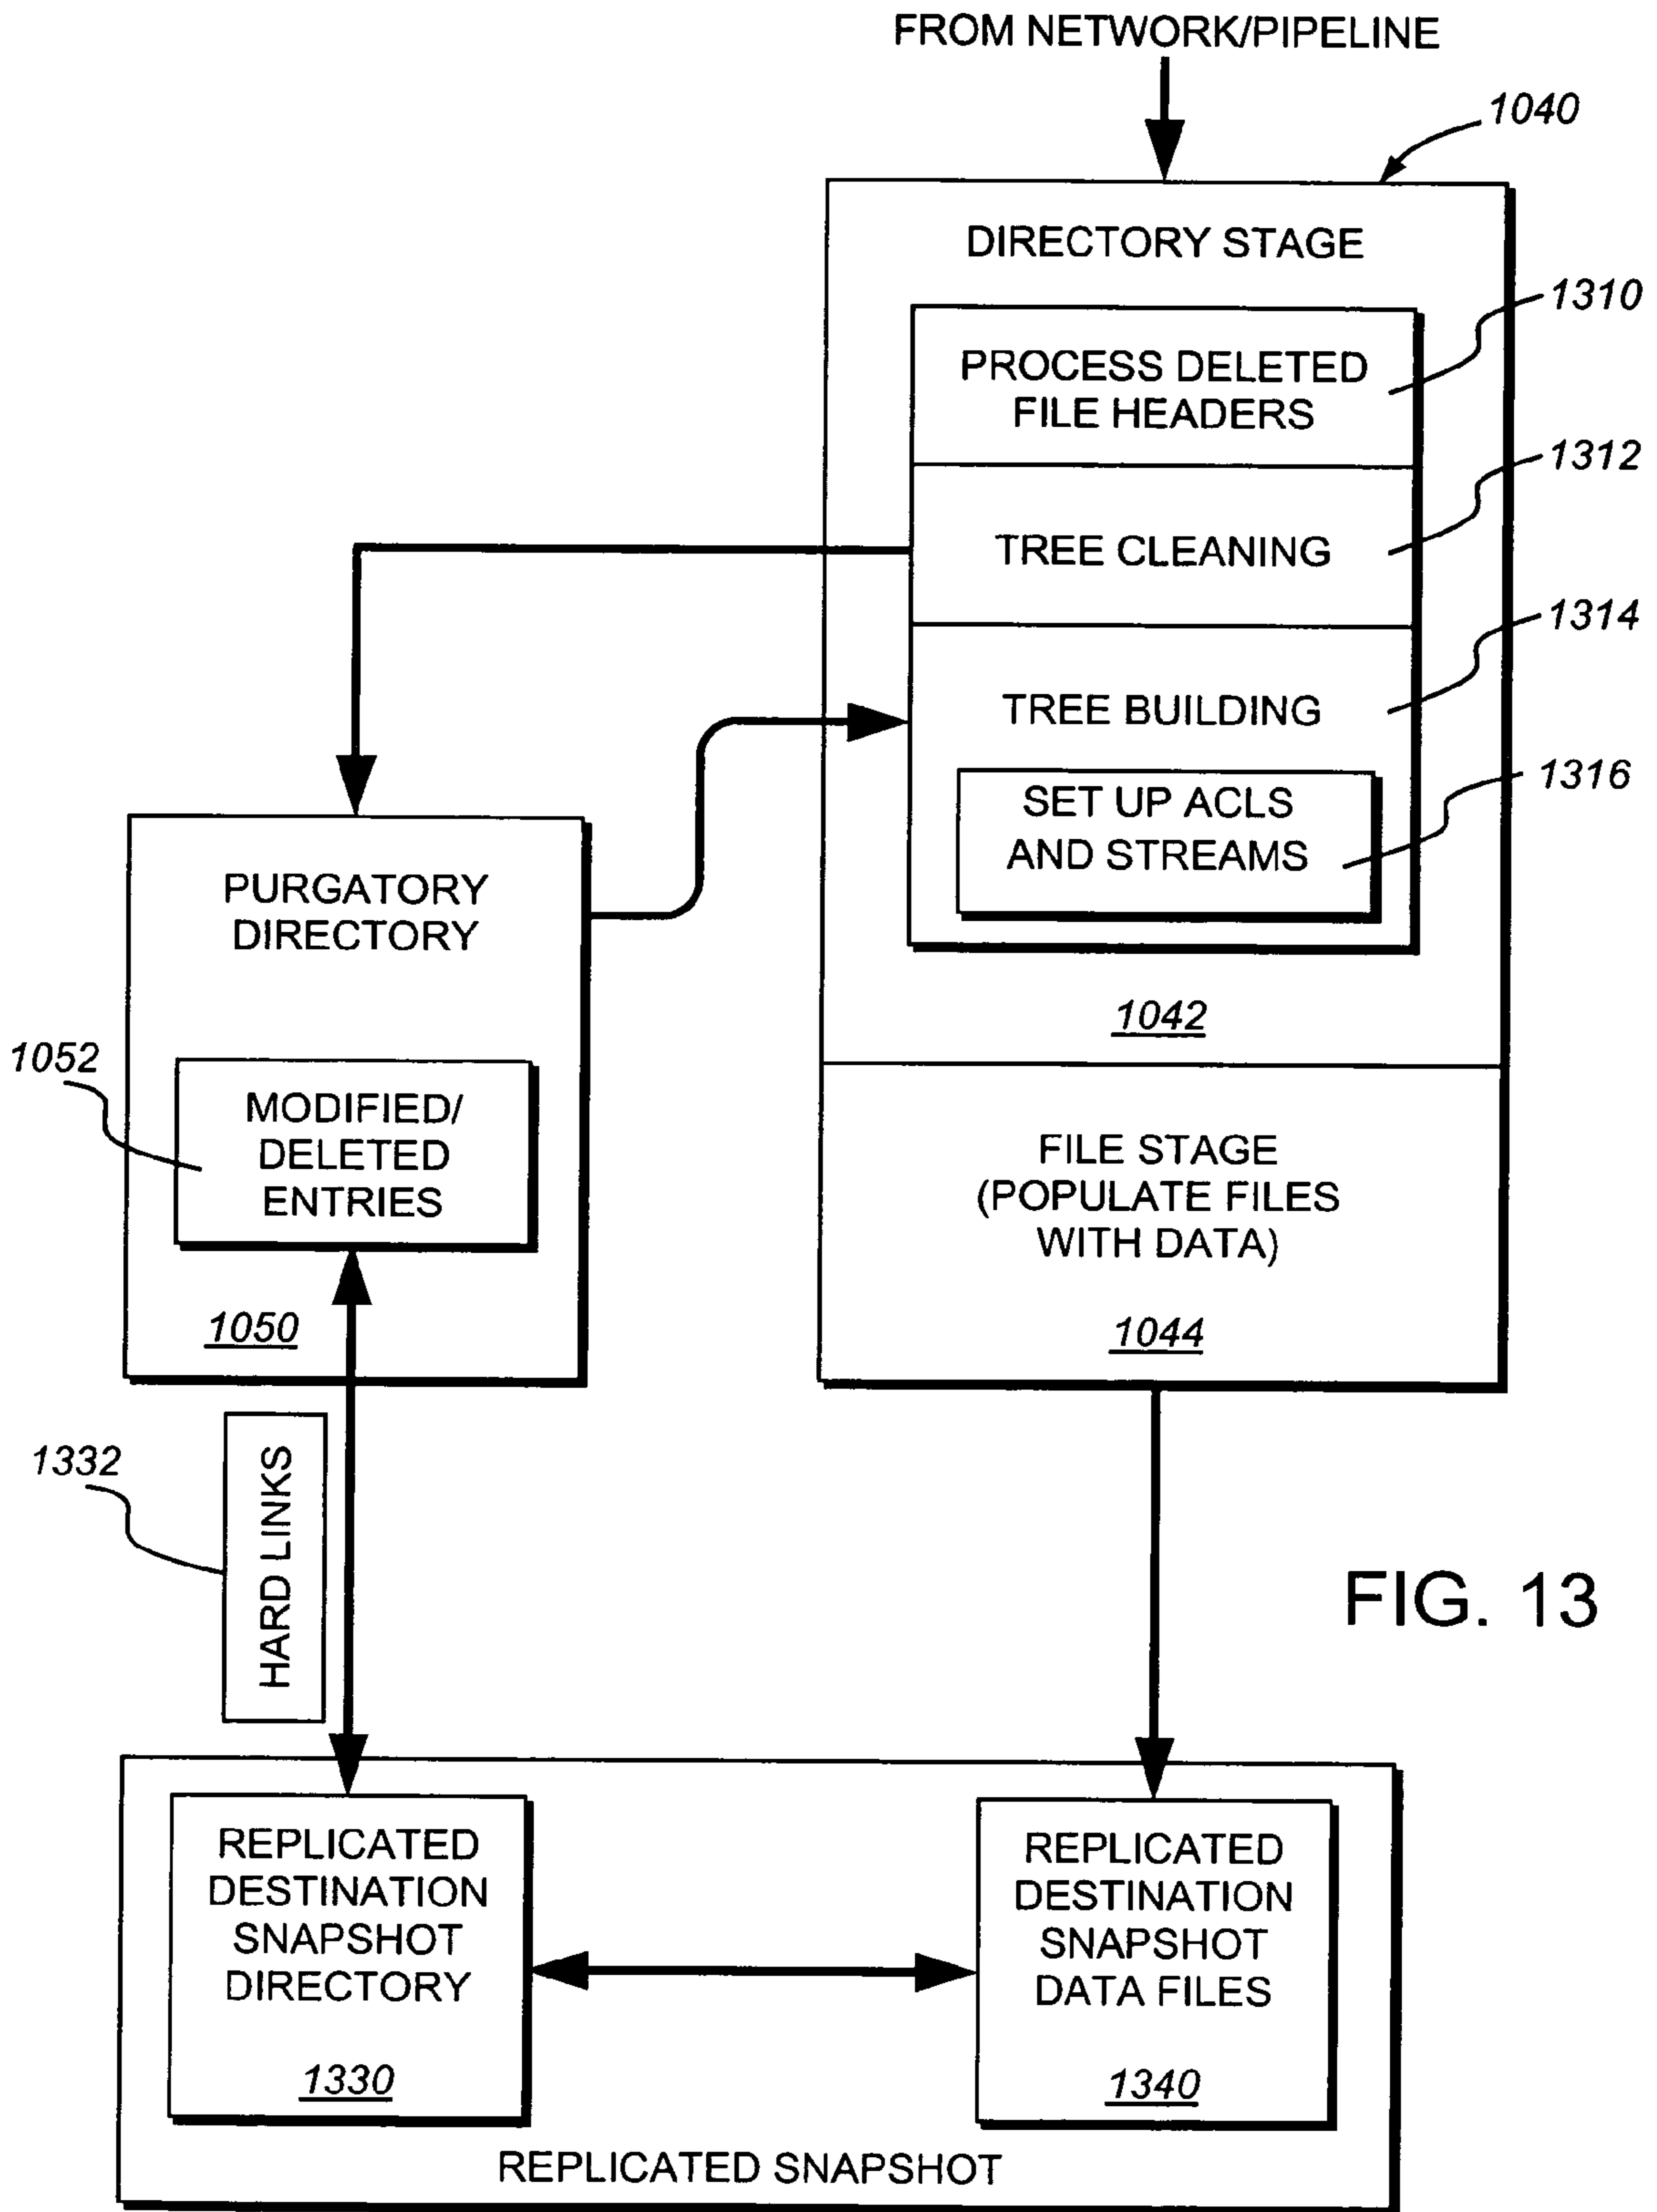 FROM NETWORK/PIPELINE
1040
DIRECTORY STAGE
1310
PROCESS DELETED
FILE HEADERS
1312
TREE CLEANING
1314
TREE BUILDING
1316
SET UP ACLS
AND STREAMS
1042
PURGATORY
DIRECTORY
1052
MODIFIED/
DELETED
ENTRIES
1050
FILE STAGE
(POPULATE FILES
WITH DATA)
1044
1332
HARD LINKS
FIG. 13
REPLICATED
DESTINATION
SNAPSHOT
DIRECTORY
1330
REPLICATED
DESTINATION
SNAPSHOT
DATA FILES
1340
REPLICATED SNAPSHOT